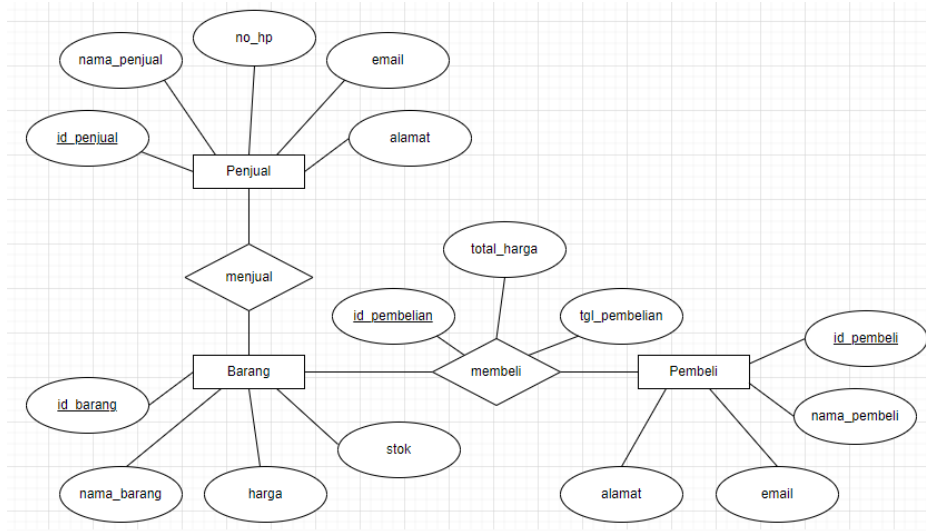 no_hp
nama_penjual
email
id_penjual
alamat
Penjual
total_harga
menjual
id_pembelian
tgl_pembelian
id_pembeli
Barang
membeli
Pembeli
id_barang
nama_pembeli
stok
nama_barang
harga
alamat
email